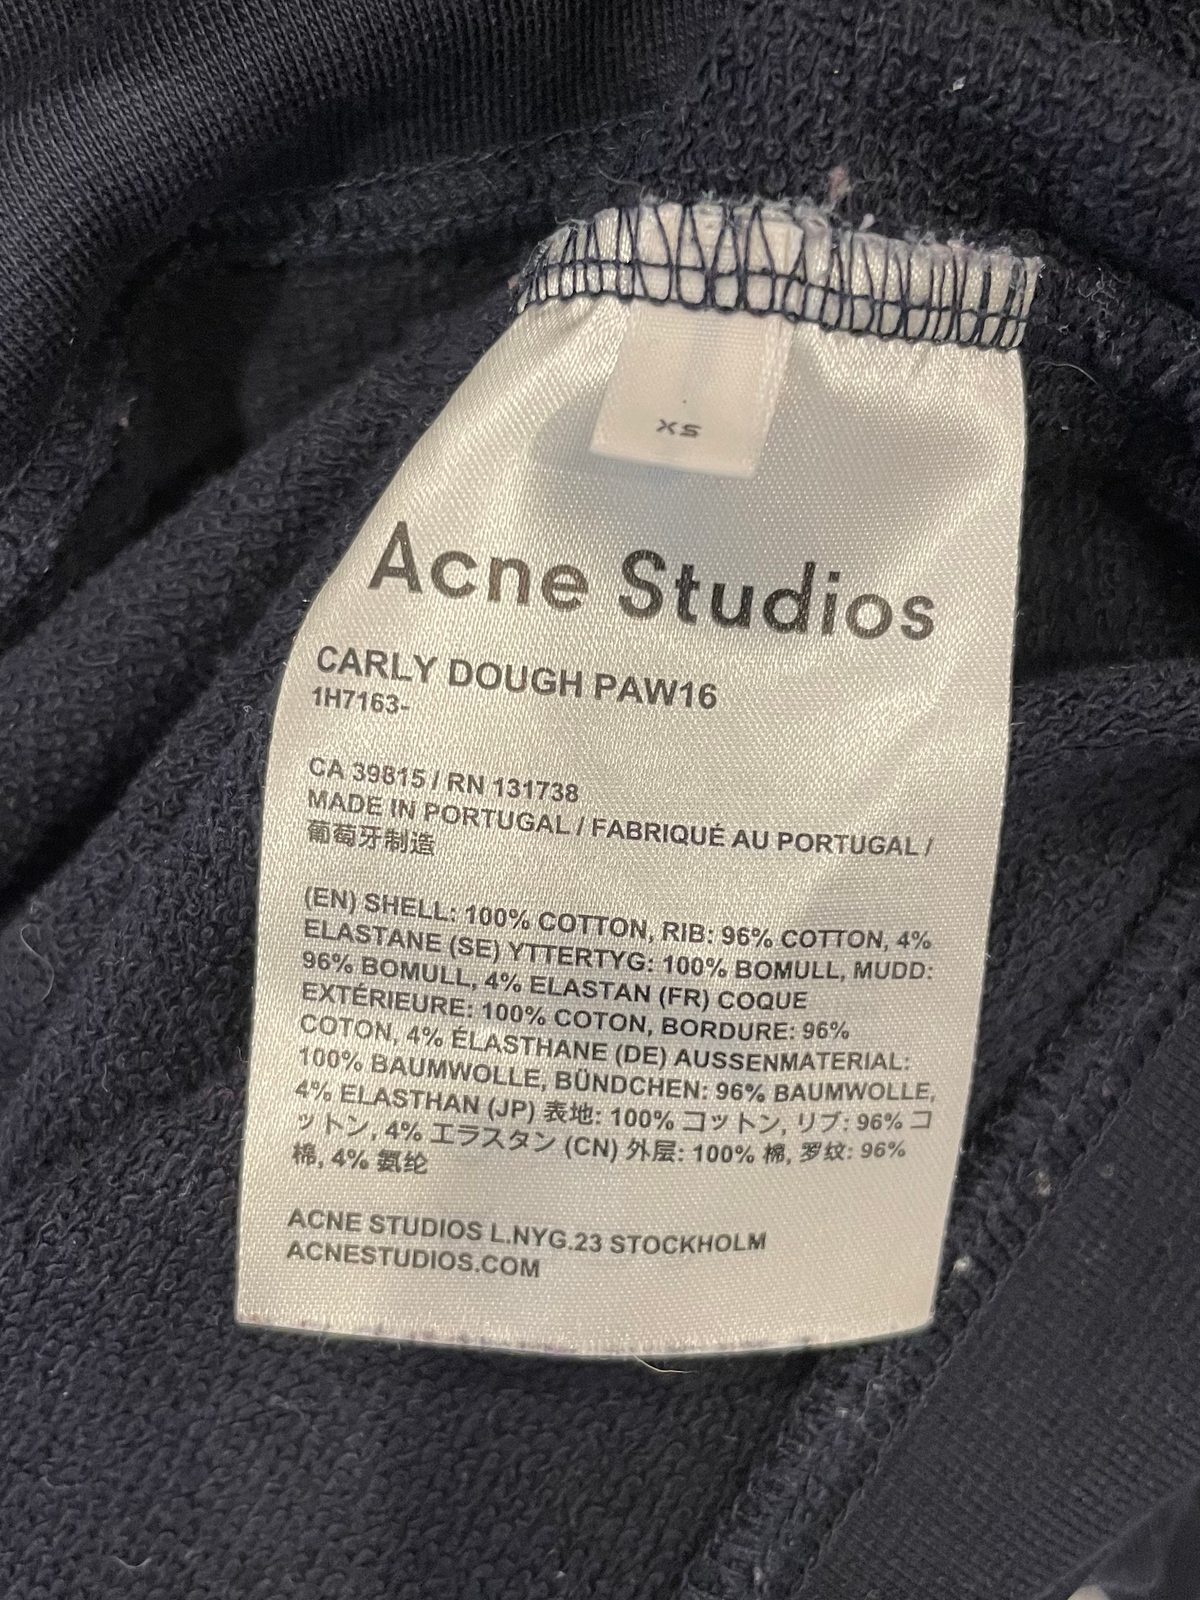 XS
Acne Studios
CARLY DOUGH PAW16
1H7163-
CA 39815 / RN 131738
MADE IN PORTUGAL / FABRIQUÉ AU PORTUGAL /
葡萄牙制造
(EN) SHELL: 100% COTTON, RIB: 96% COTTON, 4%
ELASTANE (SE) YTTERTYG: 100% BOMULL, MUDD:
96% BOMULL, 4% ELASTAN (FR) COQUE
EXTÉRIEURE: 100% COTON, BORDURE: 96%
COTON, 4% ÉLASTHANE (DE) AUSSENMATERIAL:
100% BAUMWOLLE, BÜNDCHEN: 96% BAUMWOLLE,
4% ELASTHAN (JP) 表地: 100% コットン, リブ: 96% コ
ットン, 4% エラスタン (CN) 外层: 100% 棉, 罗纹: 96%
棉, 4% 氨纶
ACNE STUDIOS L.NYG.23 STOCKHOLM
ACNESTUDIOS.COM